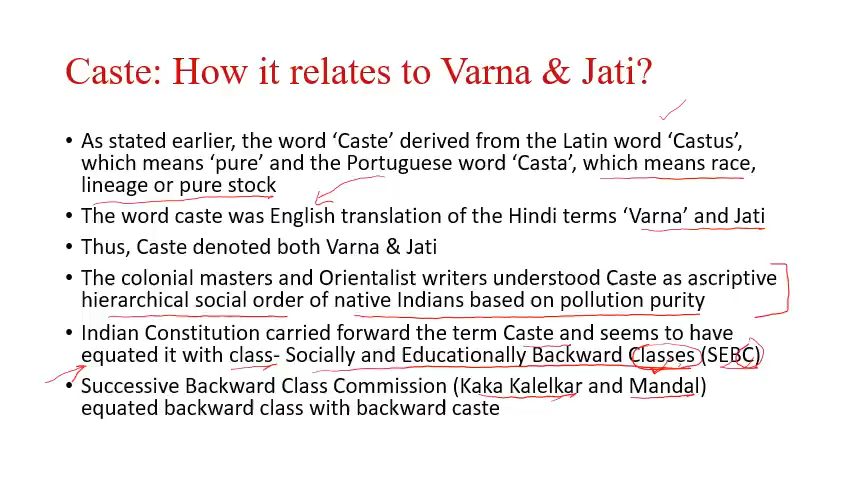 Caste: How it relates to Varna & Jati?
• As stated earlier, the word ‘Caste’ derived from the Latin word ‘Castus’,
which means ‘pure’ and the Portuguese word ‘Casta’, which means race,
lineage or pure stock
• The word caste was English translation of the Hindi terms ‘Varna’ and Jati
• Thus, Caste denoted both Varna & Jati
• The colonial masters and Orientalist writers understood Caste as ascriptive
hierarchical social order of native Indians based on pollution purity
• Indian Constitution carried forward the term Caste and seems to have
equated it with class- Socially and Educationally Backward Classes (SEBC)
• Successive Backward Class Commission (Kaka Kalelkar and Mandal)
equated backward class with backward caste